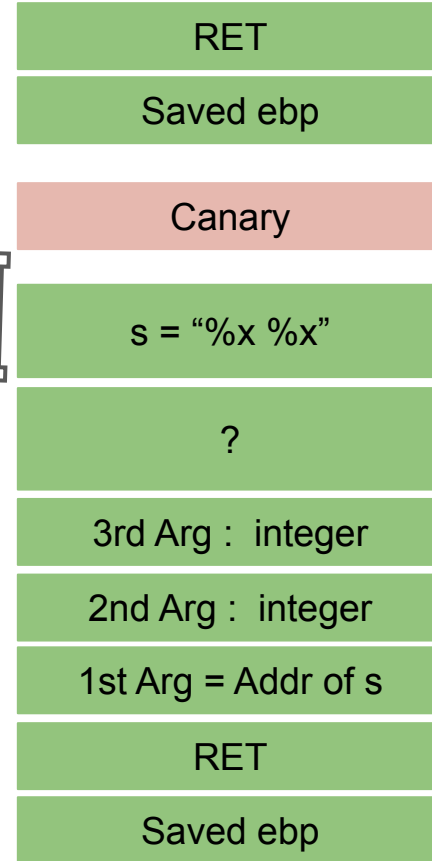 RET
Saved ebp
Canary
s = “%x %x”
?
3rd Arg : integer
2nd Arg : integer
1st Arg = Addr of s
RET
Saved ebp